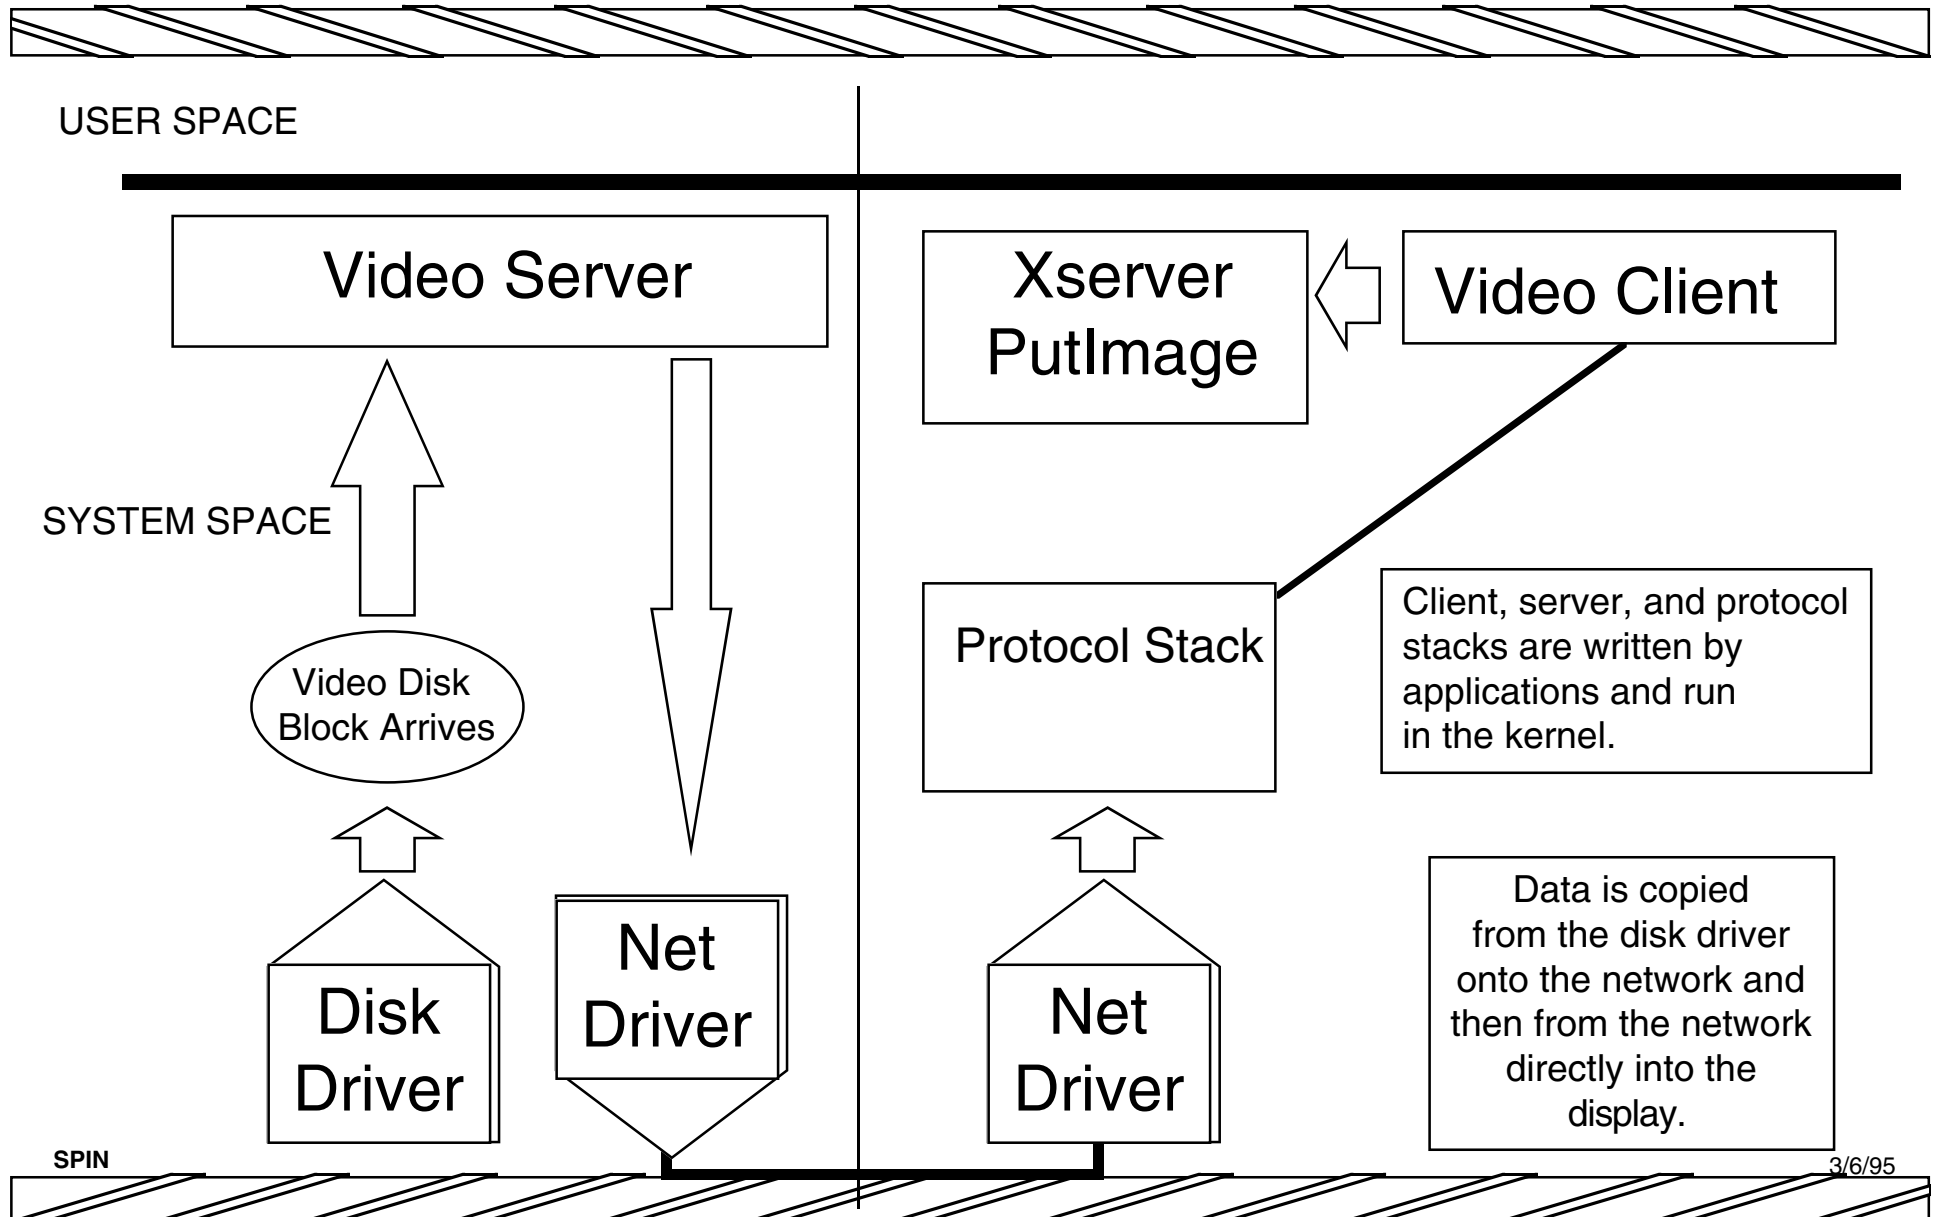 USER SPACE
Video Server
Xserver
PutImage
Video Client
SYSTEM SPACE
Video Disk
Block Arrives
Protocol Stack
Client, server, and protocol
stacks are written by
applications and run
in the kernel.
Disk
Driver
Net
Driver
Net
Driver
Data is copied
from the disk driver
onto the network and
then from the network
directly into the
display.
SPIN
3/6/95